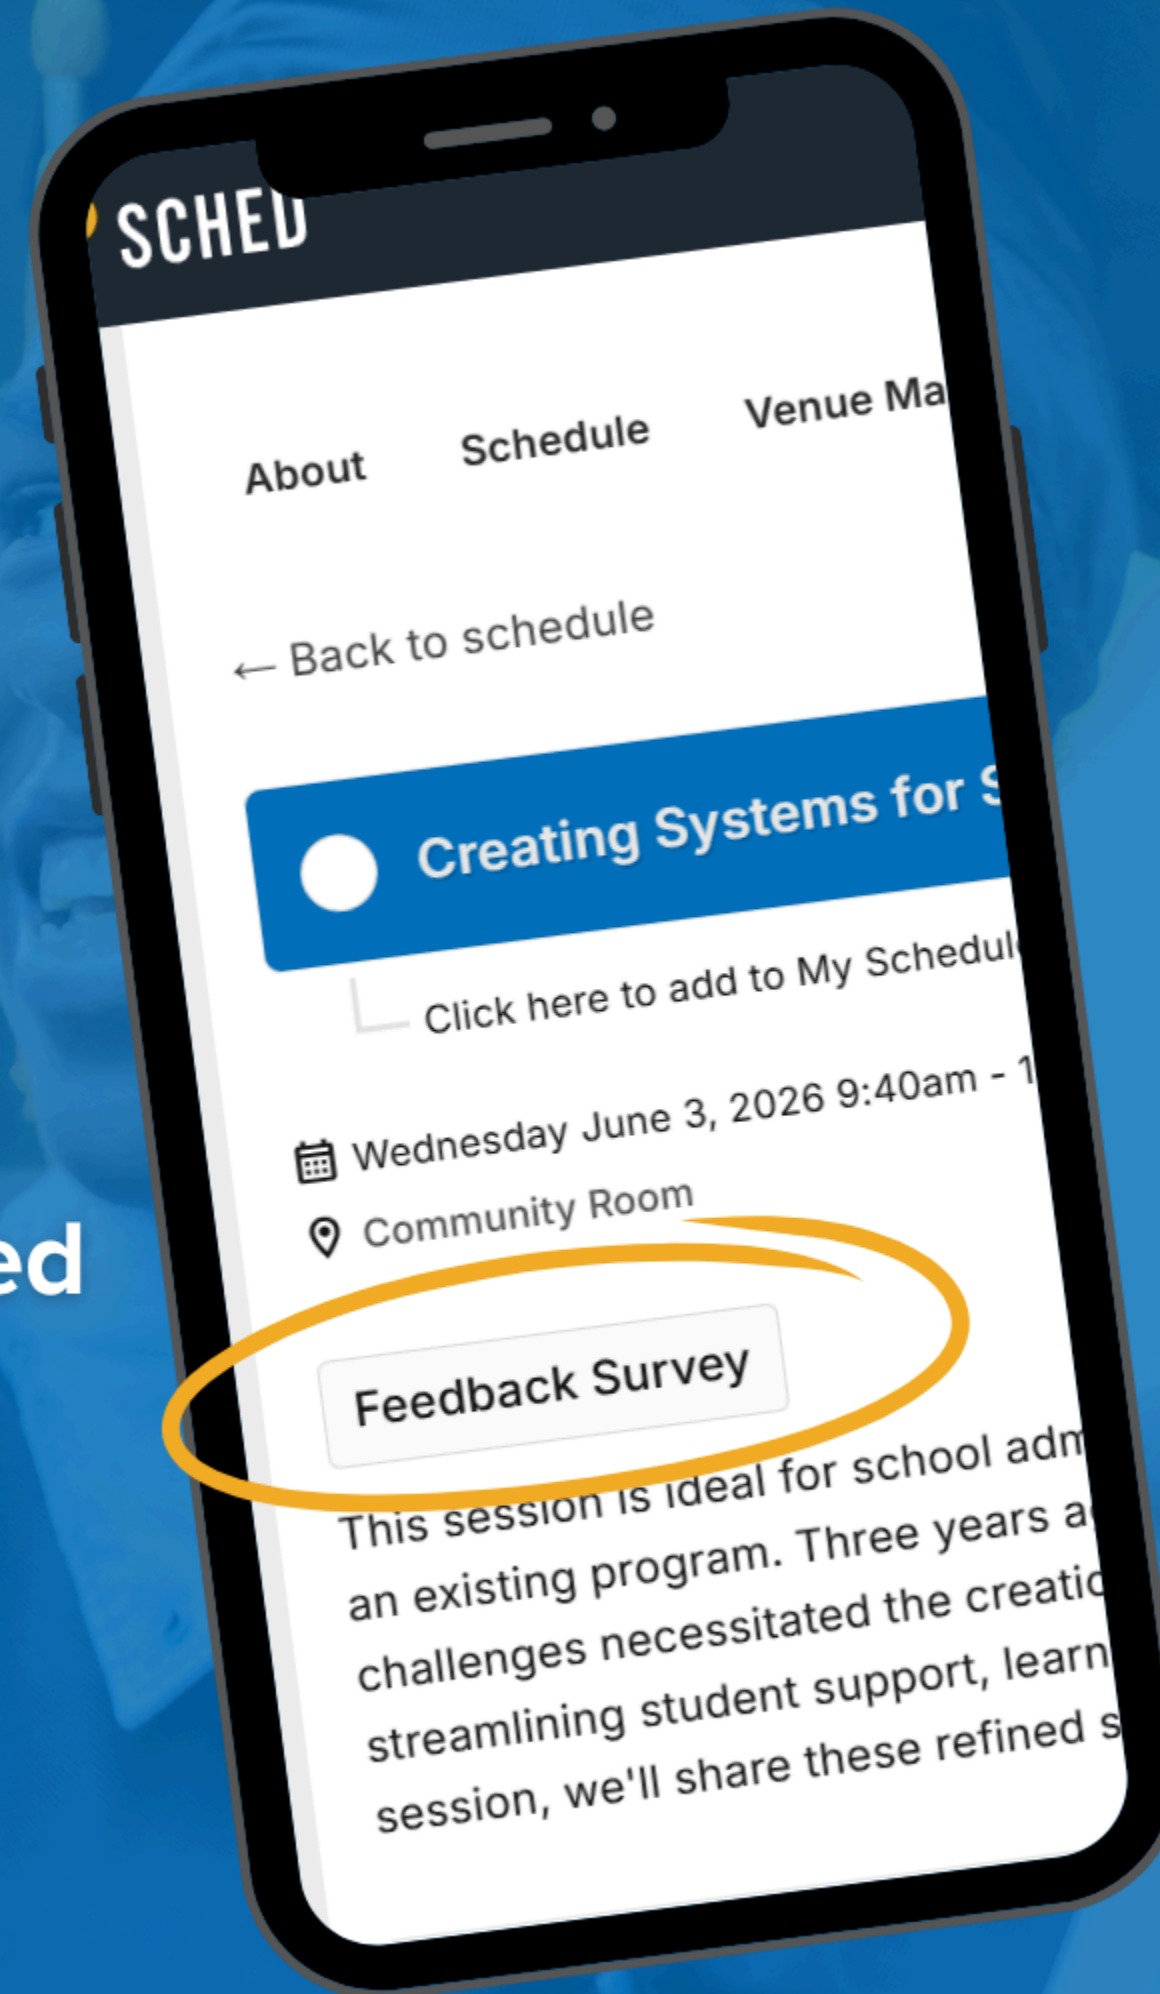 SCHED
About Schedule Venue Ma
← Back to schedule
Creating Systems for S
Click here to add to My Schedul
Wednesday June 3, 2026 9:40am - 1
Community Room
ed
Feedback Survey
This session is ideal for school adm
an existing program. Three years a
challenges necessitated the creatio
streamlining student support, learn
session, we'll share these refined s